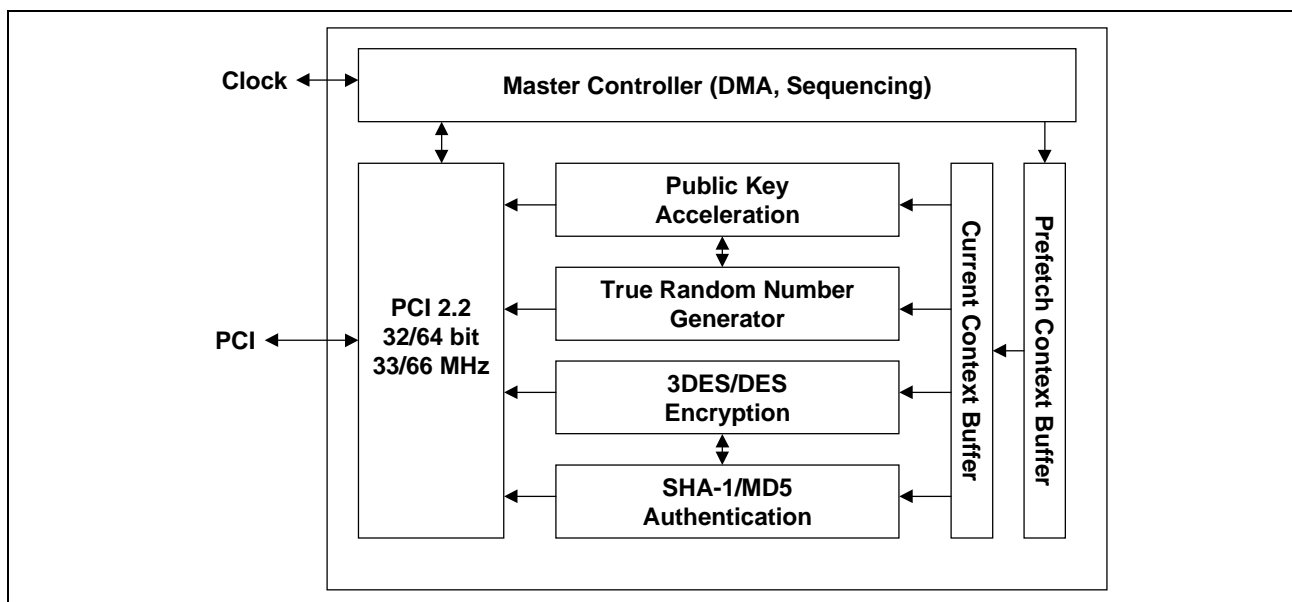 Clock
Master Controller (DMA, Sequencing)
Public Key
Acceleration
True Random Number
Generator
PCI
PCI 2.2
32/64 bit
33/66 MHz
3DES/DES
Encryption
SHA-1/MD5
Authentication
Current Context Buffer
Prefetch Context Buffer